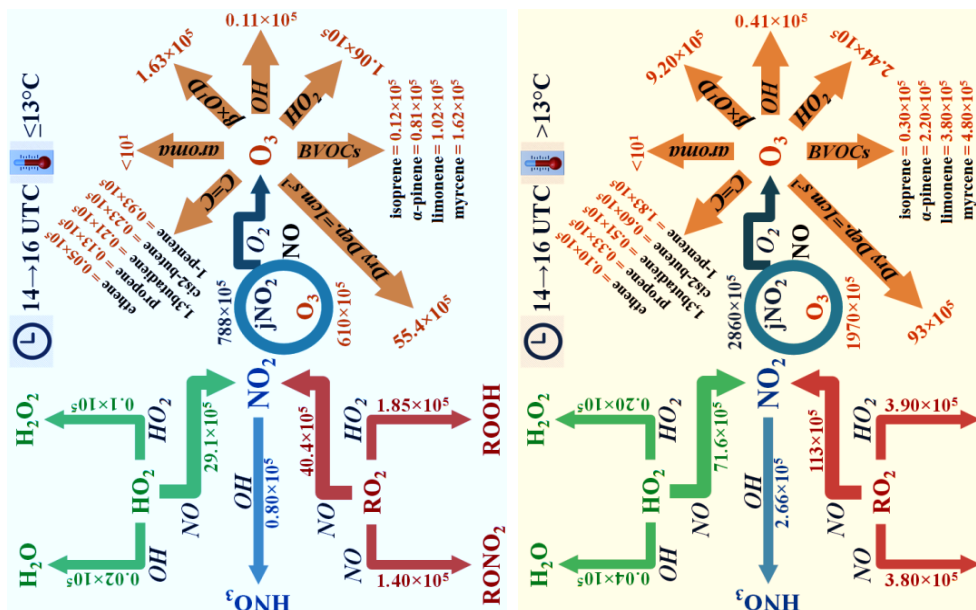 14→16 UTC
≤13°C
H₂O
H₂O₂
0.02×10⁵
OH
HO₂
HO₂
0.1×10⁵
NO
29.1×10⁵
HNO₃
OH
0.80×10⁵
NO₂
788×10⁵
jNO₂
O₃
610×10⁵
NO
O₂
O₃
40.4×10⁵
NO
RO₂
NO
HO₂
1.40×10⁵
1.85×10⁵
RONO₂
ROOH
ethene = 0.05×10⁵
propene = 0.13×10⁵
1,3butadiene = 0.21×10⁵
cis2-butene = 0.23×10⁵
1-pentene = 0.93×10⁵
C=C
aroma
<10¹
β×O¹D
1.63×10⁵
OH
0.11×10⁵
HO₂
1.06×10⁵
BVOCs
isoprene = 0.12×10⁵
α-pinene = 0.81×10⁵
limonene = 1.02×10⁵
myrcene = 1.62×10⁵
Dry Dep.=1cm s⁻¹
55.4×10⁵
14→16 UTC
>13°C
H₂O
H₂O₂
0.04×10⁵
OH
HO₂
HO₂
0.20×10⁵
NO
71.6×10⁵
HNO₃
OH
2.66×10⁵
NO₂
2860×10⁵
jNO₂
O₃
1970×10⁵
NO
O₂
O₃
113×10⁵
NO
RO₂
NO
HO₂
3.80×10⁵
3.90×10⁵
ethene = 0.10×10⁵
propene = 0.33×10⁵
1,3butadiene = 0.51×10⁵
cis2-butene = 0.60×10⁵
1-pentene = 1.83×10⁵
C=C
aroma
<10¹
β×O¹D
9.20×10⁵
OH
0.41×10⁵
HO₂
2.44×10⁵
BVOCs
isoprene = 0.30×10⁵
α-pinene = 2.20×10⁵
limonene = 3.80×10⁵
myrcene = 4.80×10⁵
Dry Dep.=1cm s⁻¹
93×10⁵